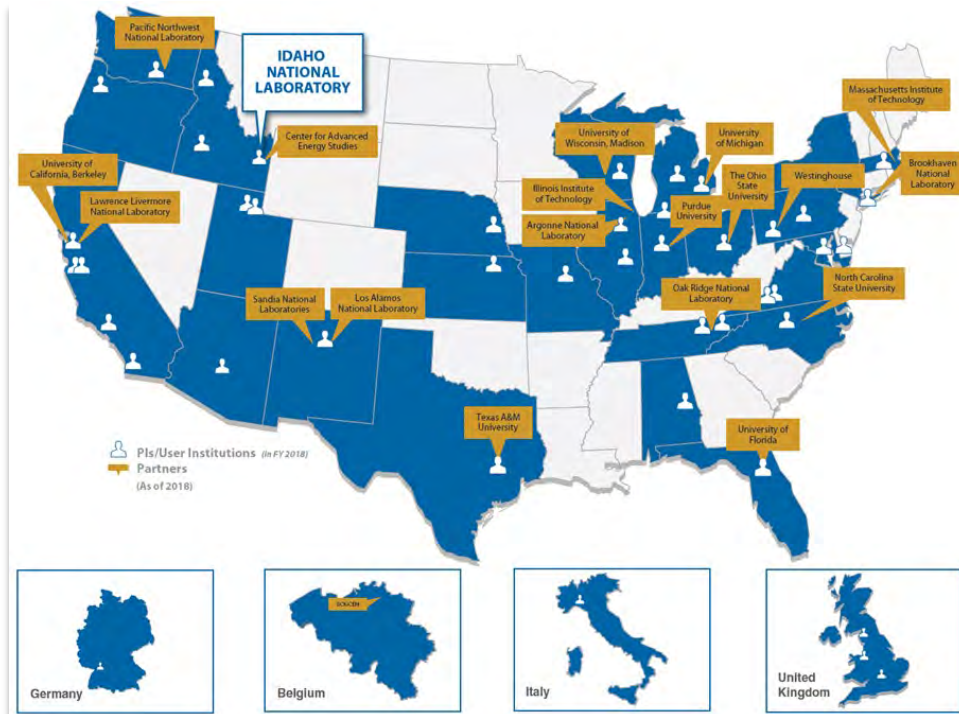 Pacific Northwest
National Laboratory
IDAHO
NATIONAL
LABORATORY
Center for Advanced
Energy Studies
University of
California, Berkeley
Lawrence Livermore
National Laboratory
Sandia National
Laboratories
Los Alamos
National Laboratory
University of
Wisconsin, Madison
Illinois Institute
of Technology
Argonne National
Laboratory
University
of Michigan
Purdue
University
The Ohio
State
University
Westinghouse
Massachusetts Institute
of Technology
Brookhaven
National
Laboratory
Oak Ridge National
Laboratory
North Carolina
State University
Texas A&M
University
University of
Florida
PIs/User Institutions (in FY 2018)
Partners
(As of 2018)
Germany
SCK•CEN
Belgium
Italy
United
Kingdom